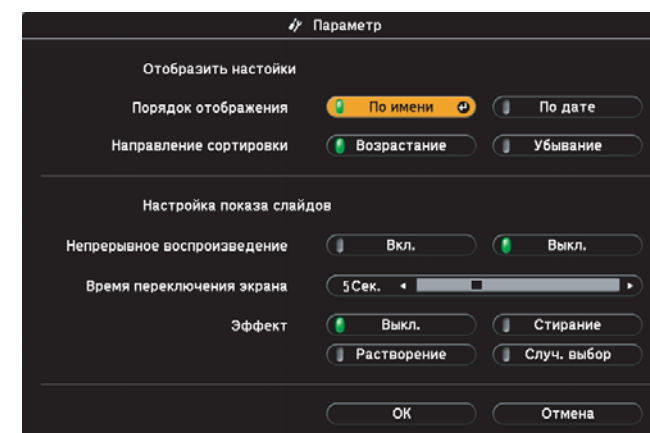 Параметр
Отобразить настойки
Порядок отображения По имени По дате
Направление сортировки Возрастание Убывание
Настройка показа слайдов
Непрерывное воспроизведение Вкл. Выкл.
Время переключения экрана 5Сек.
Эффект Выкл. Стирание
Растворение Случ. выбор
ОК Отмена